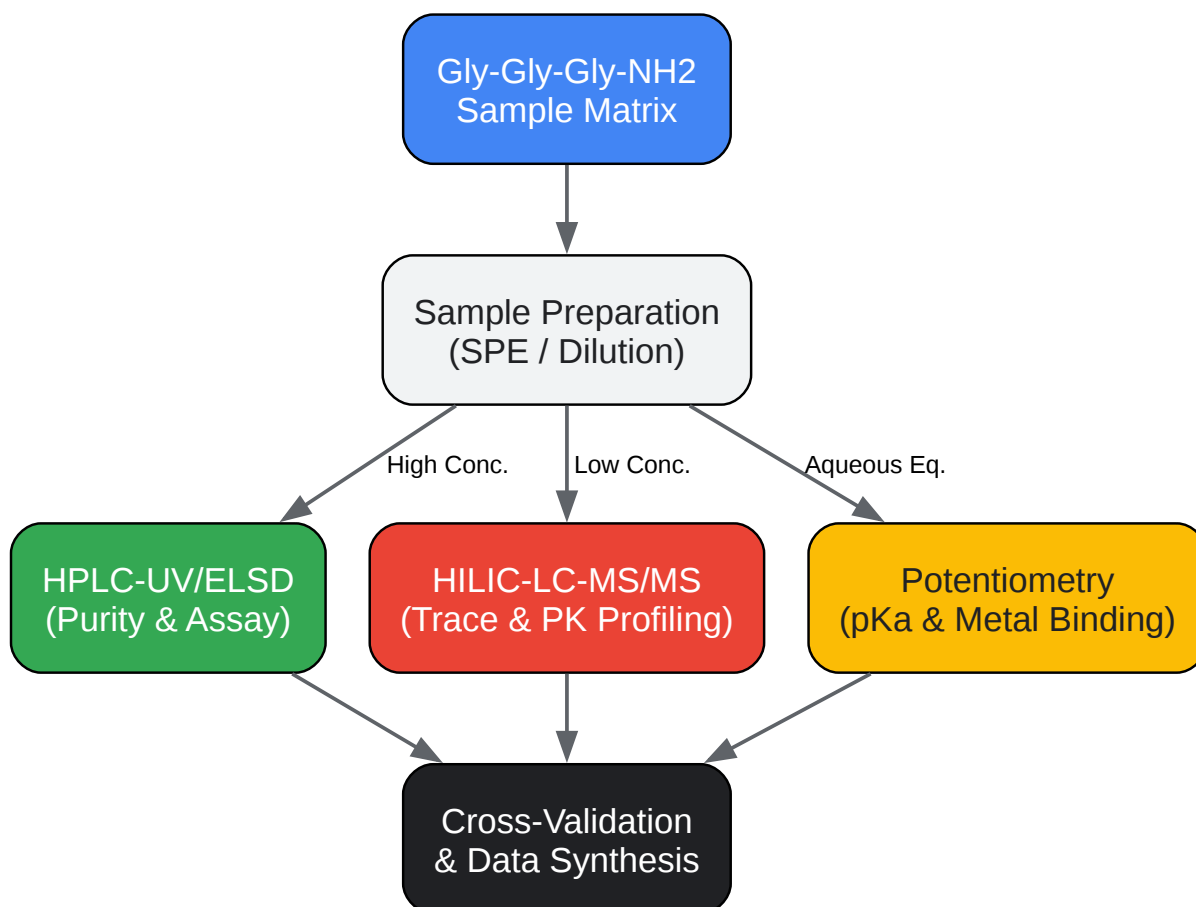 Gly-Gly-Gly-NH2
Sample Matrix
Sample Preparation
(SPE / Dilution)
High Conc.
Low Conc.
Aqueous Eq.
HPLC-UV/ELSD
(Purity & Assay)
HILIC-LC-MS/MS
(Trace & PK Profiling)
Potentiometry
(pKa & Metal Binding)
Cross-Validation
& Data Synthesis